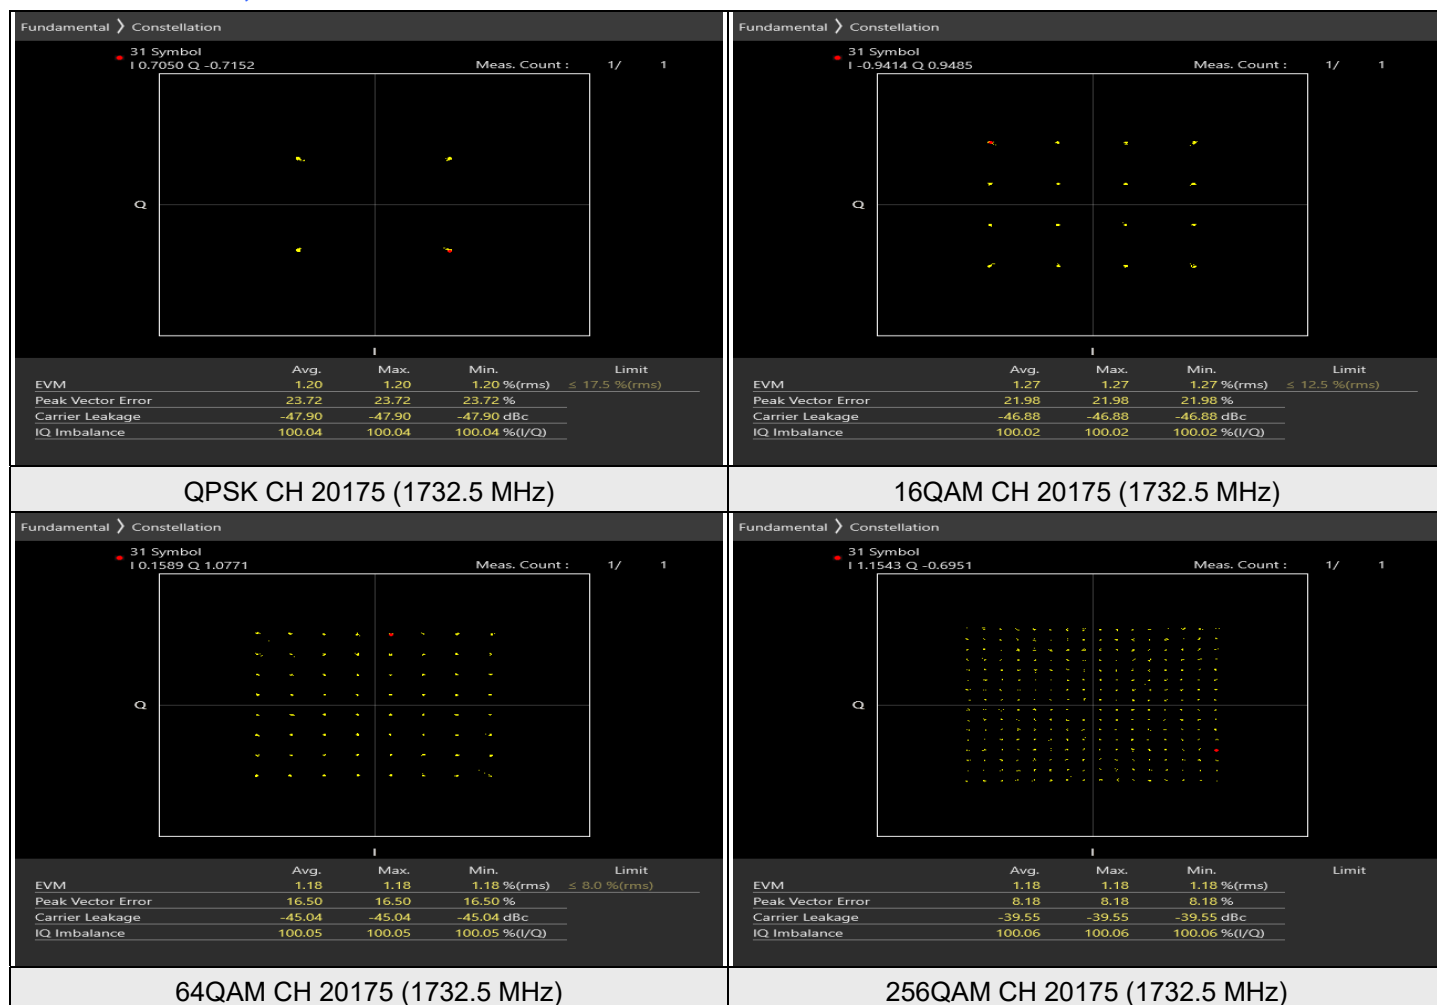 Fundamental ❯ Constellation
31 Symbol
I 0.7050 Q -0.7152
Meas. Count : 1/ 1
Q
I
Avg. Max. Min. Limit
EVM 1.20 1.20 1.20 %(rms) ≤ 17.5 %(rms)
Peak Vector Error 23.72 23.72 23.72 %
Carrier Leakage -47.90 -47.90 -47.90 dBc
IQ Imbalance 100.04 100.04 100.04 %(I/Q)
QPSK CH 20175 (1732.5 MHz)
Fundamental ❯ Constellation
31 Symbol
I -0.9414 Q 0.9485
Meas. Count : 1/ 1
Q
I
Avg. Max. Min. Limit
EVM 1.27 1.27 1.27 %(rms) ≤ 12.5 %(rms)
Peak Vector Error 21.98 21.98 21.98 %
Carrier Leakage -46.88 -46.88 -46.88 dBc
IQ Imbalance 100.02 100.02 100.02 %(I/Q)
16QAM CH 20175 (1732.5 MHz)
Fundamental ❯ Constellation
31 Symbol
I 0.1589 Q 1.0771
Meas. Count : 1/ 1
Q
I
Avg. Max. Min. Limit
EVM 1.18 1.18 1.18 %(rms) ≤ 8.0 %(rms)
Peak Vector Error 16.50 16.50 16.50 %
Carrier Leakage -45.04 -45.04 -45.04 dBc
IQ Imbalance 100.05 100.05 100.05 %(I/Q)
64QAM CH 20175 (1732.5 MHz)
Fundamental ❯ Constellation
31 Symbol
I 1.1543 Q -0.6951
Meas. Count : 1/ 1
Q
I
Avg. Max. Min. Limit
EVM 1.18 1.18 1.18 %(rms)
Peak Vector Error 8.18 8.18 8.18 %
Carrier Leakage -39.55 -39.55 -39.55 dBc
IQ Imbalance 100.06 100.06 100.06 %(I/Q)
256QAM CH 20175 (1732.5 MHz)